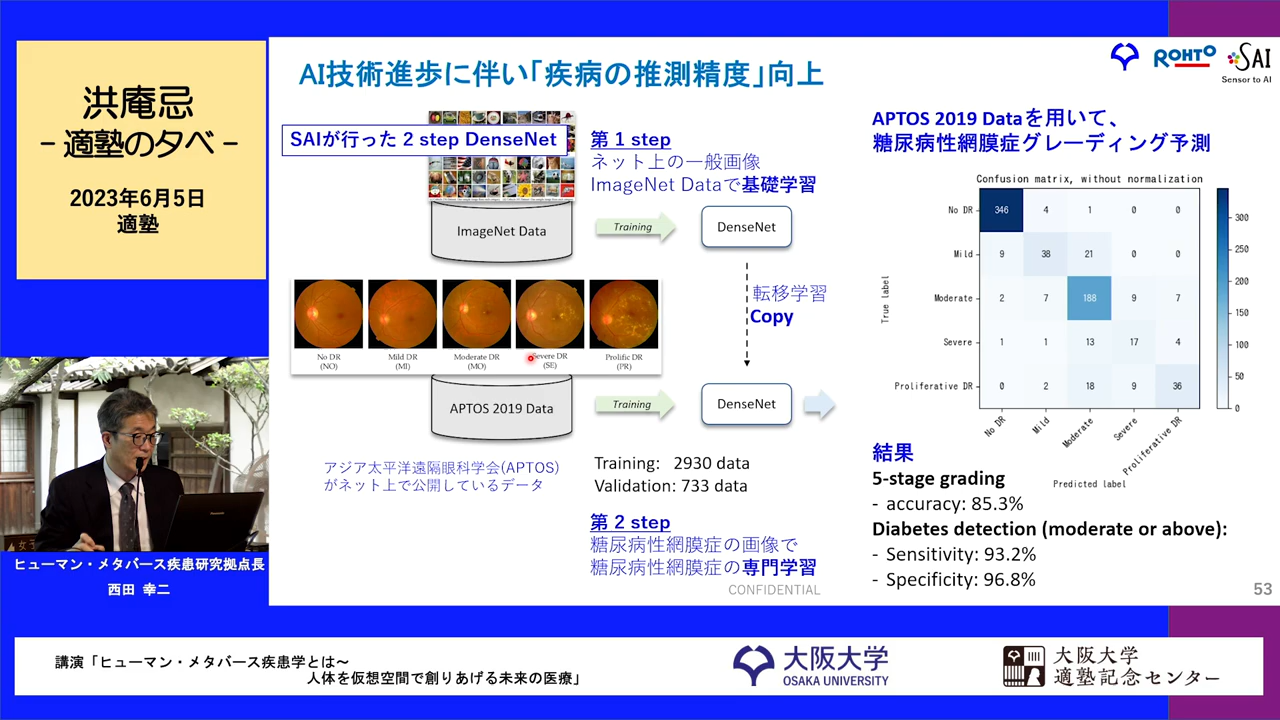 洪庵忌
- 適塾の夕べ -
2023年6月5日
適塾
ヒューマン・メタバース疾患研究拠点長
西田 幸二
AI技術進歩に伴い「疾病の推測精度」向上
ROHTO
SAI
Sensor to AI
SAIが行った 2 step DenseNet
第 1 step
ネット上の一般画像
ImageNet Dataで基礎学習
ImageNet Data
Training
DenseNet
転移学習
Copy
No DR
(NO)
Mild DR
(MI)
Moderate DR
(MO)
Severe DR
(SE)
Prolific DR
(PR)
APTOS 2019 Data
Training
DenseNet
アジア太平洋遠隔眼科学会(APTOS)
がネット上で公開しているデータ
Training: 2930 data
Validation: 733 data
第 2 step
糖尿病性網膜症の画像で
糖尿病性網膜症の専門学習
CONFIDENTIAL
APTOS 2019 Dataを用いて、
糖尿病性網膜症グレーディング予測
Confusion matrix, without normalization
True label
No DR 346 4 1 0 0
Mild 9 38 21 0 0
Moderate 2 7 188 9 7
Severe 1 1 13 17 4
Proliferative DR 0 2 18 9 36
No DR Mild Moderate Severe Proliferative DR
Predicted label
300
250
200
150
100
50
0
結果
5-stage grading
- accuracy: 85.3%
Diabetes detection (moderate or above):
- Sensitivity: 93.2%
- Specificity: 96.8%
53
講演「ヒューマン・メタバース疾患学とは～
人体を仮想空間で創りあげる未来の医療」
大阪大学
OSAKA UNIVERSITY
大阪大学
適塾記念センター